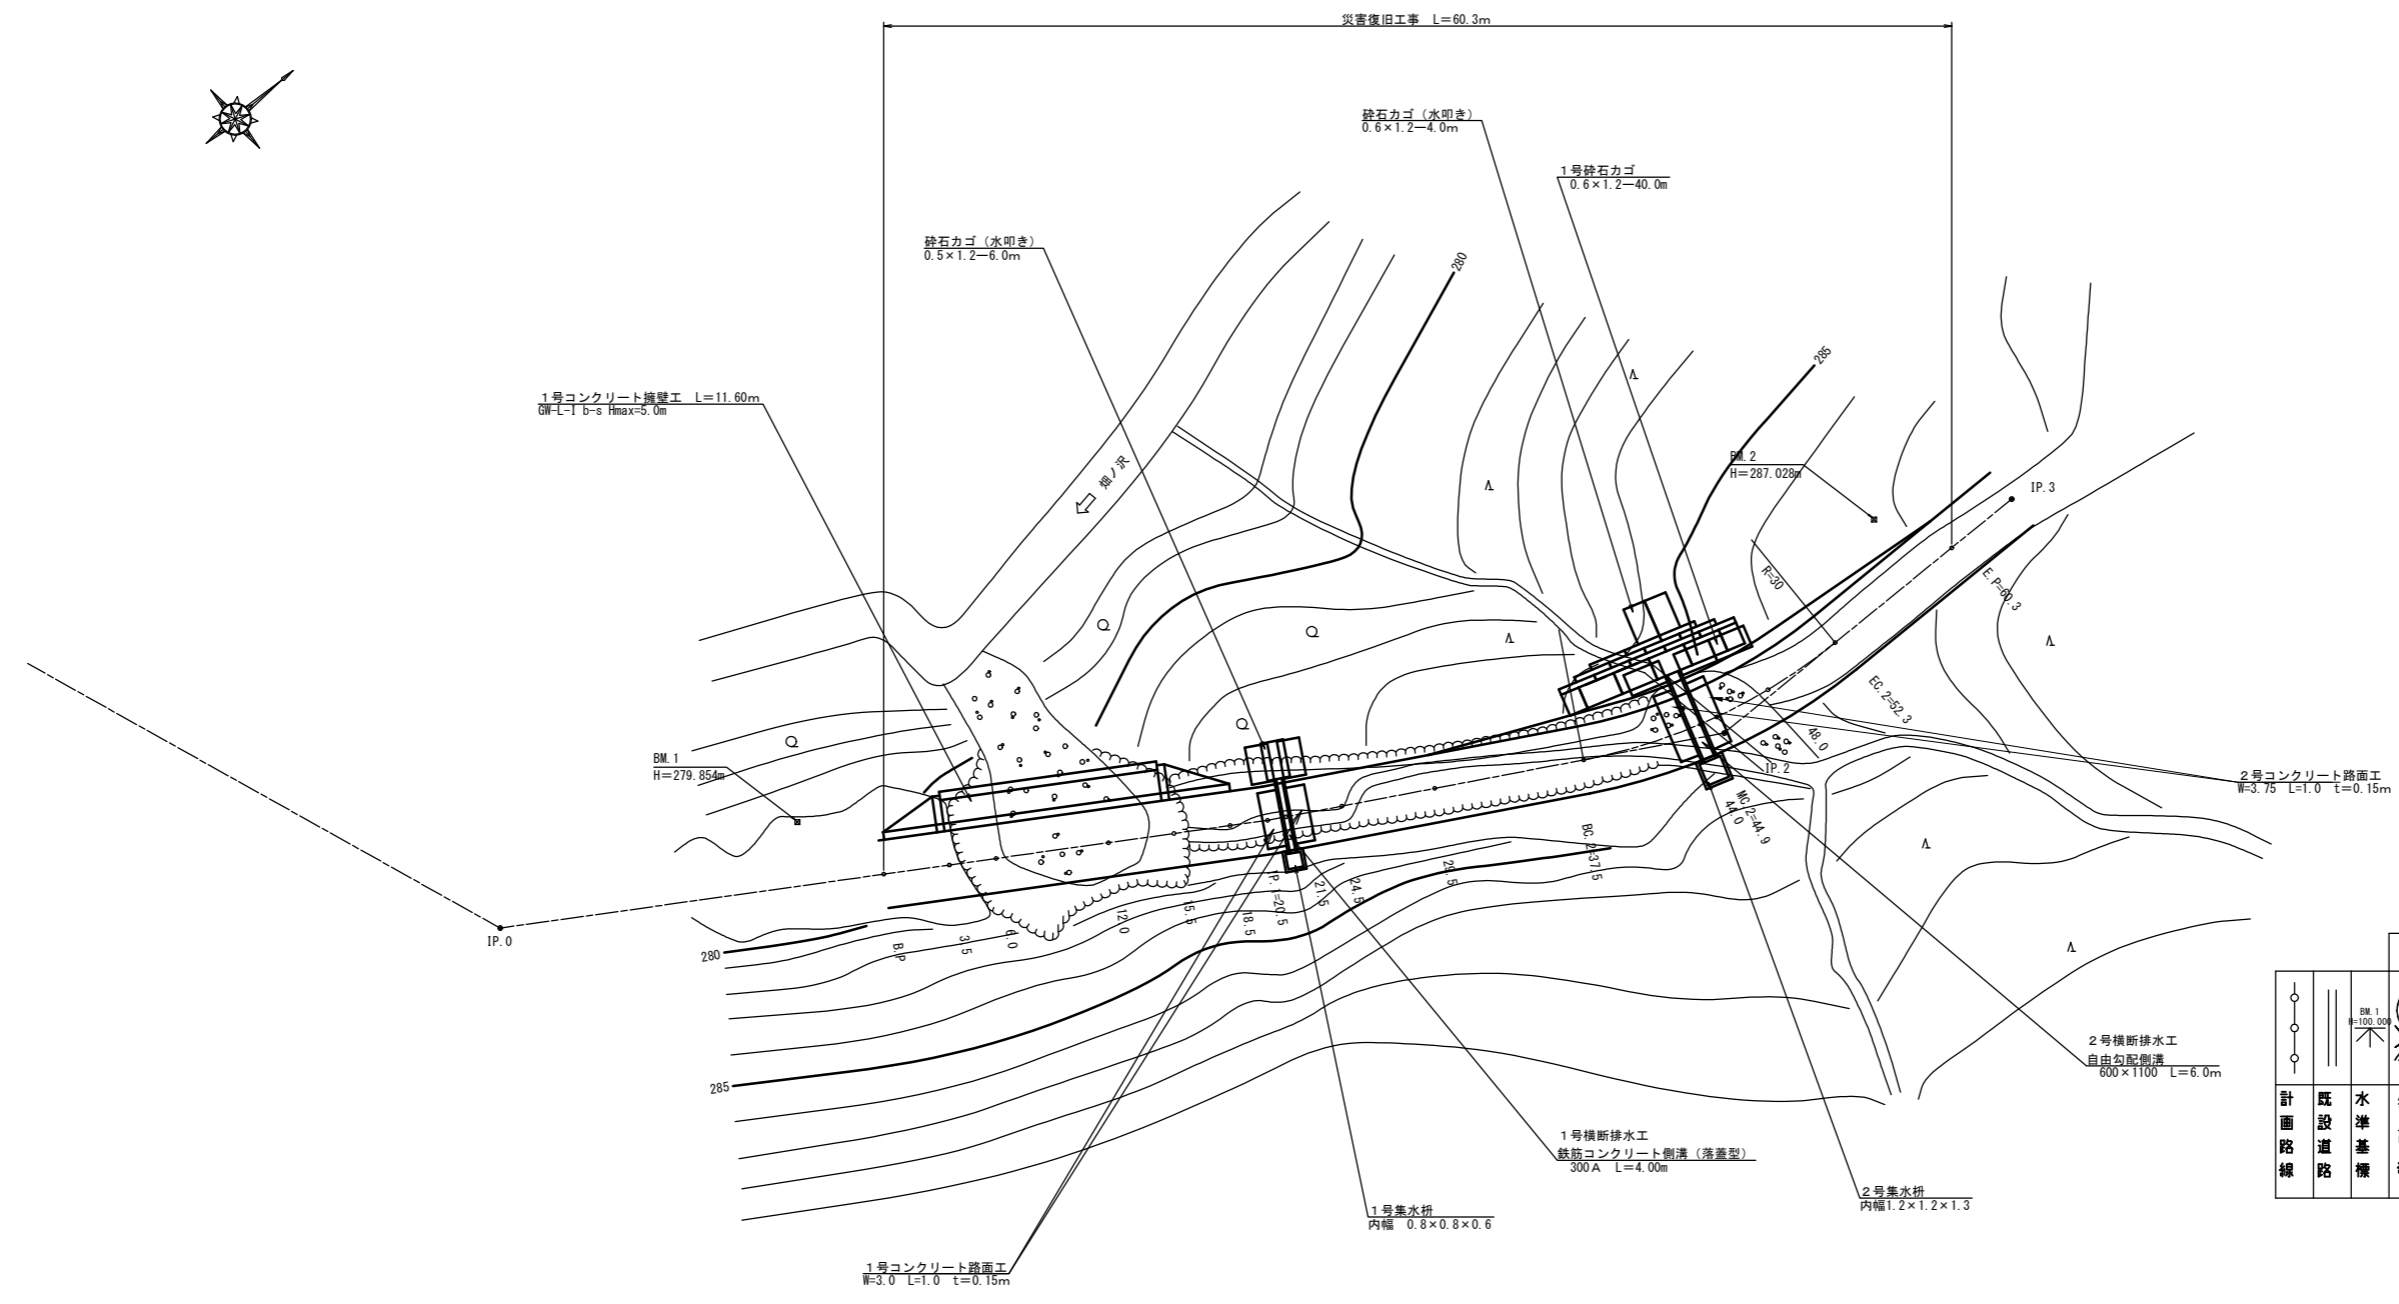 災害復旧工事 L=60.3m
砕石カゴ（水叩き）
0.6×1.2―4.0m
1号砕石カゴ
0.6×1.2―40.0m
砕石カゴ（水叩き）
0.5×1.2―6.0m
280
285
1号コンクリート擁壁工 L=11.60m
GW-L-I b-s Hmax=5.0m
畑ノ沢
BM.2
H=287.028m
IP.3
R=30
E.P=60.3
EC.2=52.3
48.0
IP.2
MC.2=44.9
44.0
BC.2=37.5
29.5
24.5
21.5
IP.1=20.5
18.5
15.5
12.0
6.0
3.5
B.P
BM.1
H=279.854m
IP.0
280
285
2号コンクリート路面工
W=3.75 L=1.0 t=0.15m
2号横断排水工
自由勾配側溝
600×1100 L=6.0m
1号横断排水工
鉄筋コンクリート側溝（落蓋型）
300A L=4.00m
2号集水桝
内幅1.2×1.2×1.3
1号集水桝
内幅 0.8×0.8×0.6
1号コンクリート路面工
W=3.0 L=1.0 t=0.15m
BM.1
H=100.000
計画路線
既設道路
水準基標